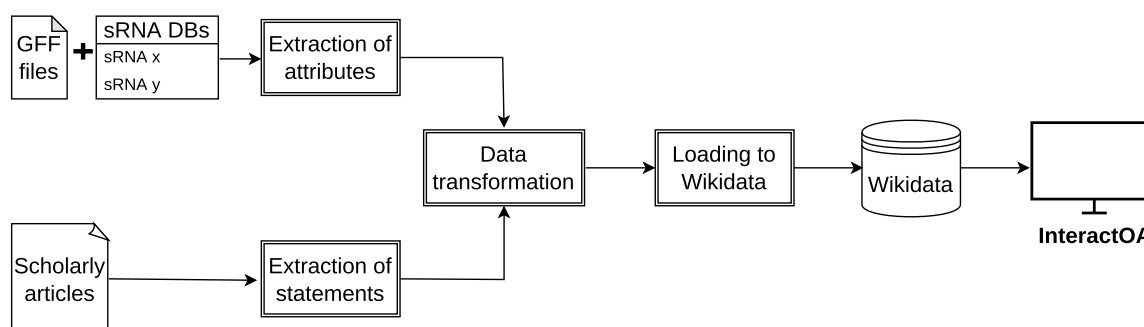 GFF
files
+
sRNA DBs
sRNA x
sRNA y
Extraction of
attributes
Data
transformation
Loading to
Wikidata
Wikidata
Scholarly
articles
Extraction of
statements